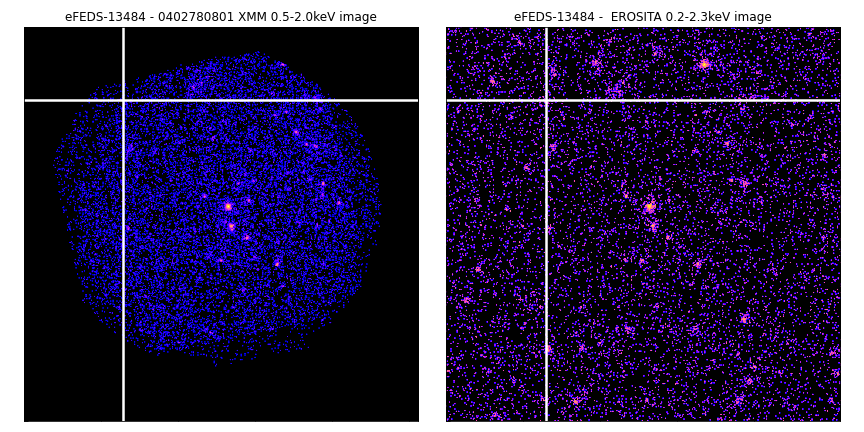 eFEDS-13484 - 0402780801 XMM 0.5-2.0keV image
eFEDS-13484 - EROSITA 0.2-2.3keV image